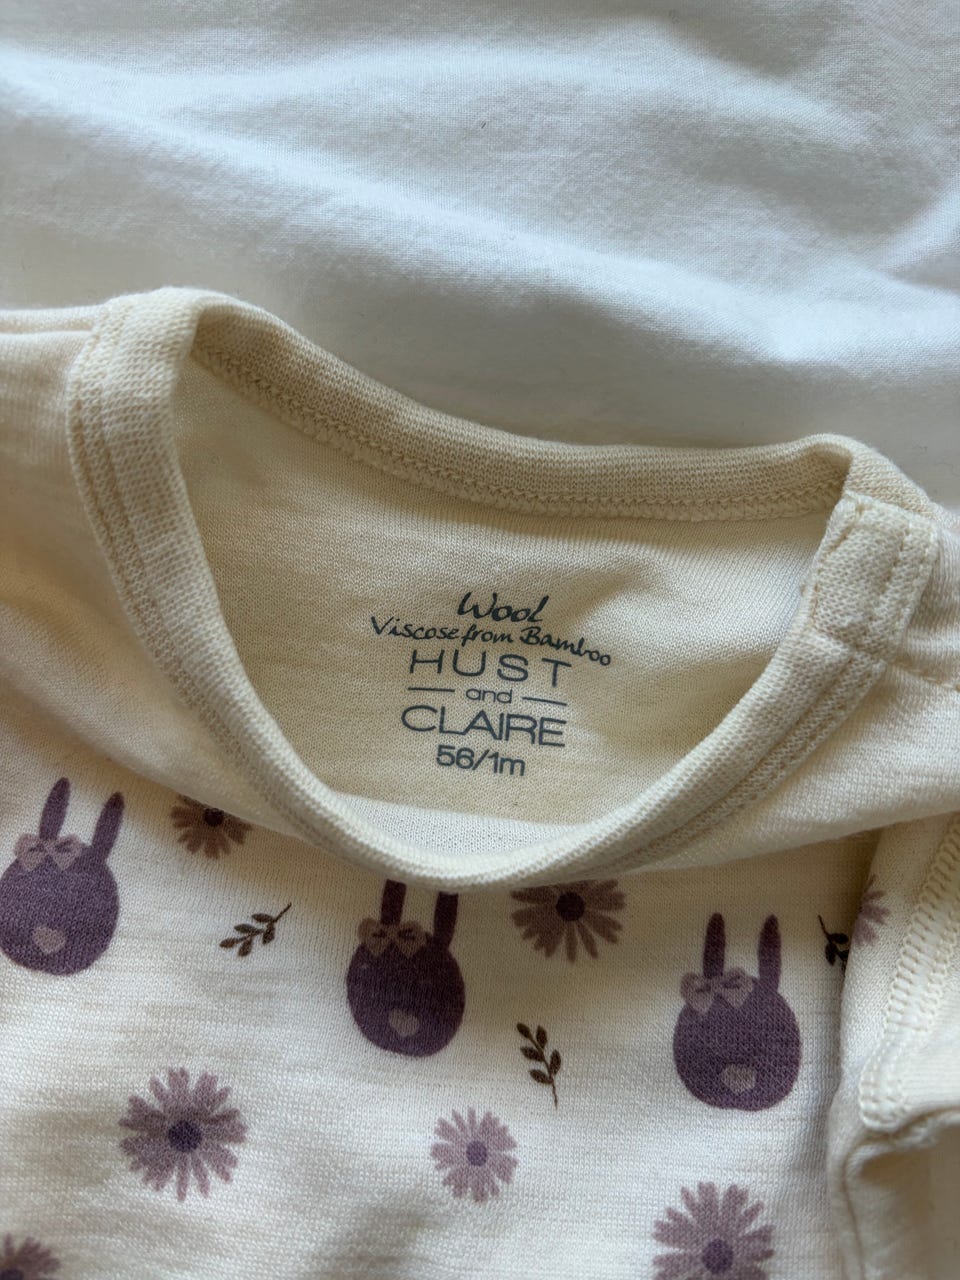 Wool
Viscose from Bamboo
HUST
and
CLAIRE
56/1m